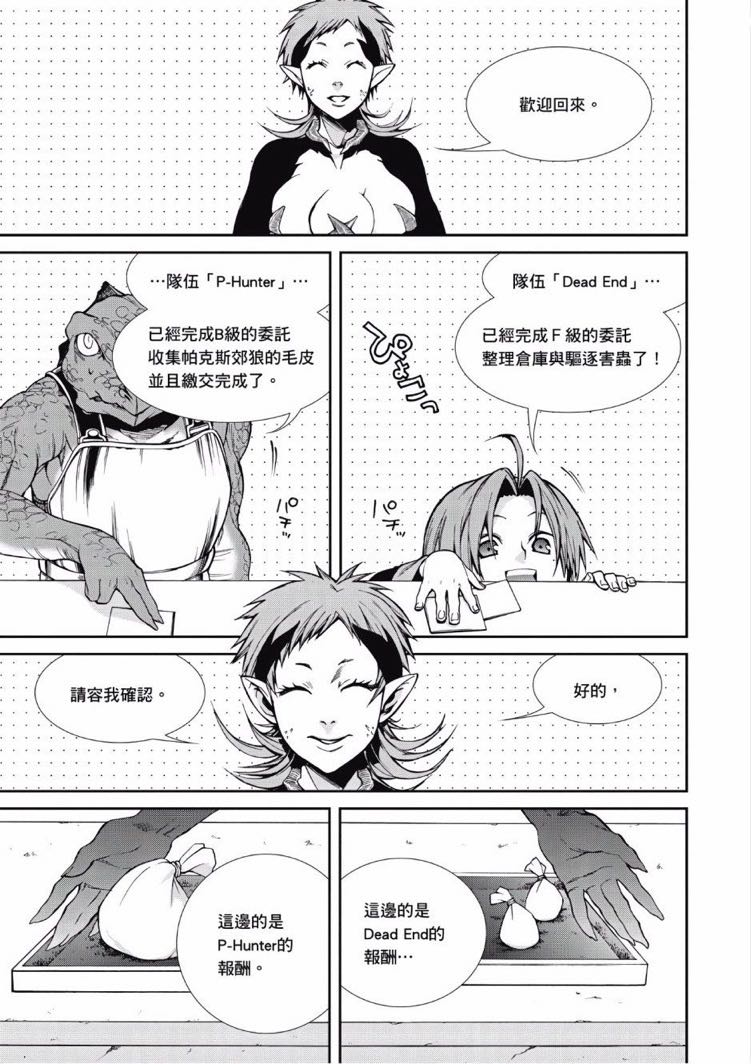 歡迎回來。
隊伍「Dead End」…
已經完成Ｆ級的委託
整理倉庫與驅逐害蟲了！
ぴょこっ
パチッ
…隊伍「P-Hunter」…
已經完成B級的委託
收集帕克斯郊狼的毛皮
並且繳交完成了。
パチッ
好的，
請容我確認。
這邊的是
Dead End的
報酬…
這邊的是
P-Hunter的
報酬。